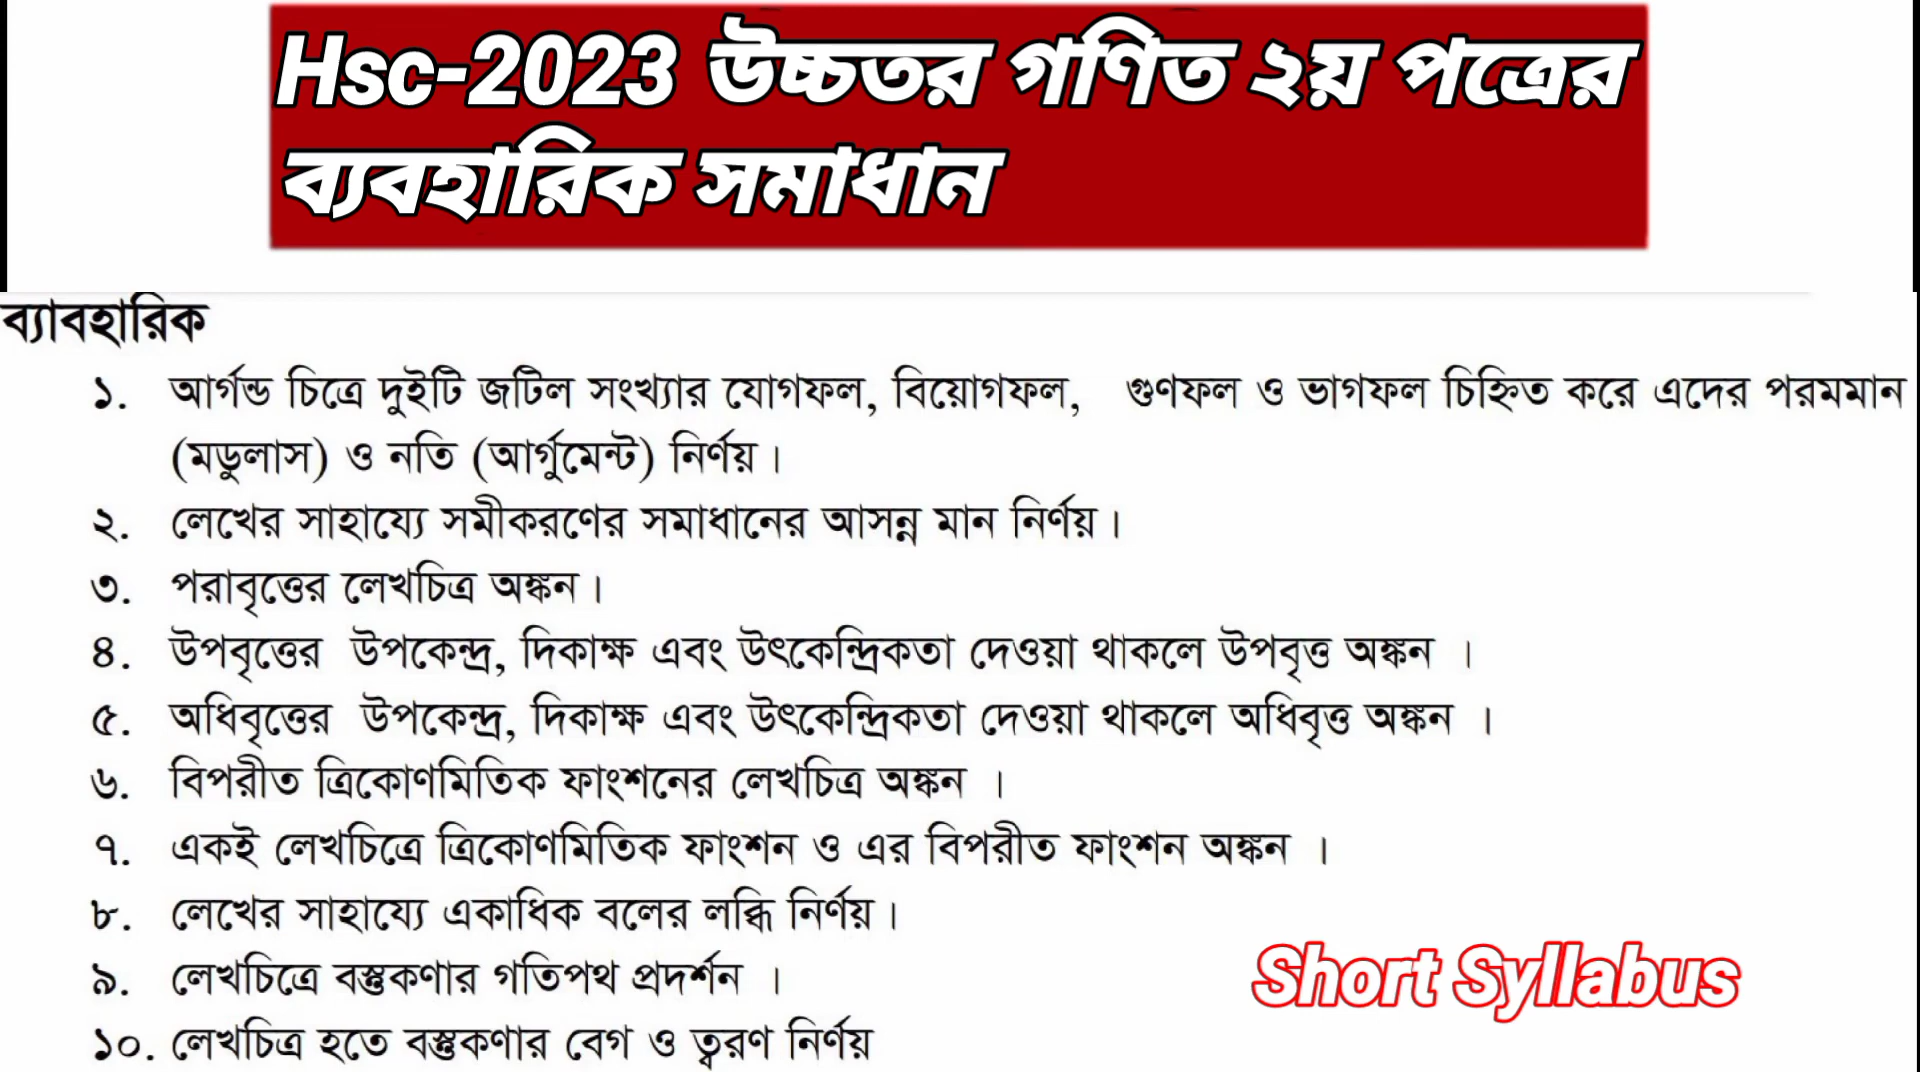 Hsc-2023 উচ্চতর গণিত ২য় পত্রের
ব্যবহারিক সমাধান
ব্যাবহারিক
১. আর্গন্ড চিত্রে দুইটি জটিল সংখ্যার যোগফল, বিয়োগফল, গুণফল ও ভাগফল চিহ্নিত করে এদের পরমমান
(মডুলাস) ও নতি (আর্গুমেন্ট) নির্ণয়।
২. লেখের সাহায্যে সমীকরণের সমাধানের আসন্ন মান নির্ণয়।
৩. পরাবৃত্তের লেখচিত্র অঙ্কন।
৪. উপবৃত্তের উপকেন্দ্র, দিকাক্ষ এবং উৎকেন্দ্রিকতা দেওয়া থাকলে উপবৃত্ত অঙ্কন ।
৫. অধিবৃত্তের উপকেন্দ্র, দিকাক্ষ এবং উৎকেন্দ্রিকতা দেওয়া থাকলে অধিবৃত্ত অঙ্কন ।
৬. বিপরীত ত্রিকোণমিতিক ফাংশনের লেখচিত্র অঙ্কন ।
৭. একই লেখচিত্রে ত্রিকোণমিতিক ফাংশন ও এর বিপরীত ফাংশন অঙ্কন ।
৮. লেখের সাহায্যে একাধিক বলের লব্ধি নির্ণয়।
৯. লেখচিত্রে বস্তুকণার গতিপথ প্রদর্শন ।
Short Syllabus
১০. লেখচিত্র হতে বস্তুকণার বেগ ও ত্বরণ নির্ণয়